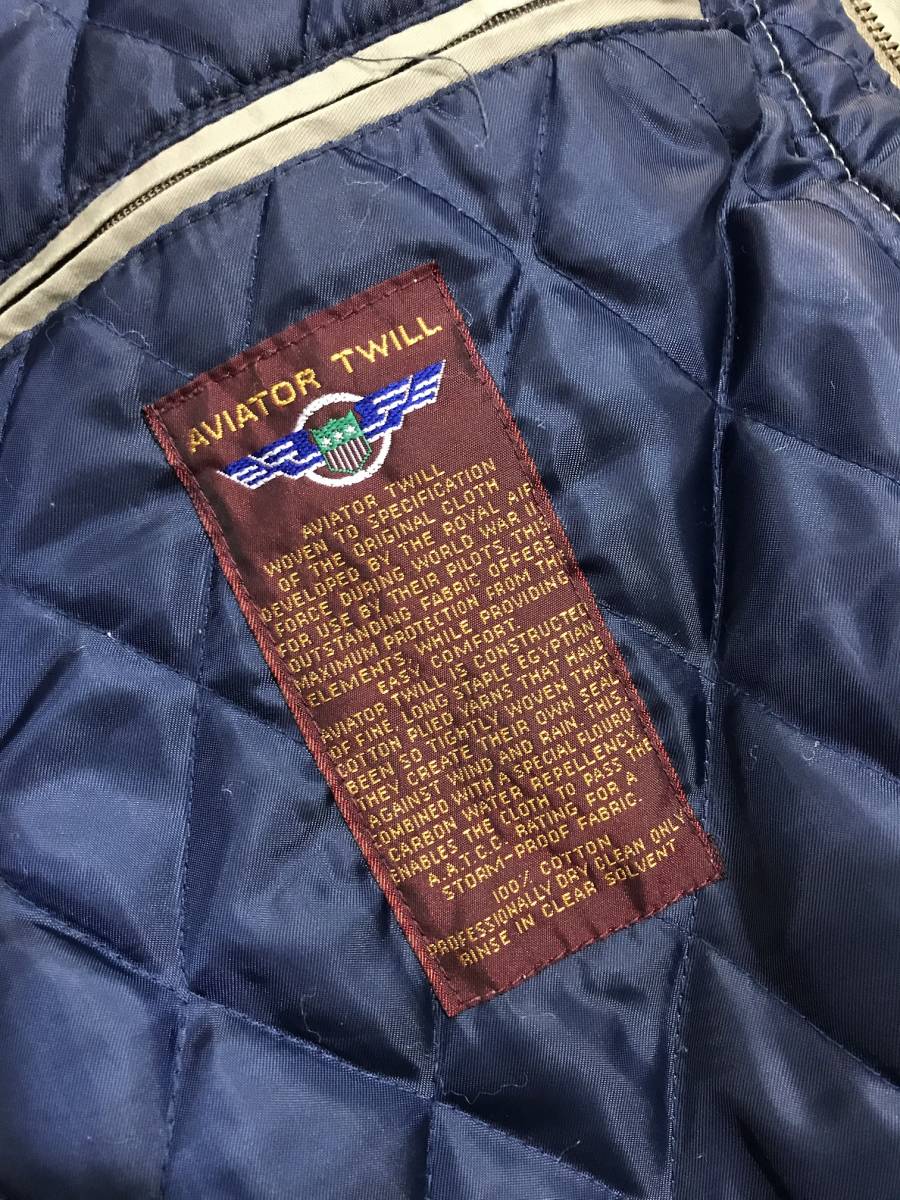 AVIATOR TWILL
AVIATOR TWILL
WOVEN TO SPECIFICATION
OF THE ORIGINAL CLOTH
DEVELOPED BY THE ROYAL AIR
FORCE DURING WORLD WAR II
FOR USE BY THEIR PILOTS. THIS
OUTSTANDING FABRIC OFFERS
MAXIMUM PROTECTION FROM THE
ELEMENTS, WHILE PROVIDING
EASY COMFORT.
AVIATOR TWILL IS CONSTRUCTED
OF FINE LONG STAPLE EGYPTIAN
COTTON PLIED YARNS THAT HAVE
BEEN SO TIGHTLY WOVEN THAT
THEY CREATE THEIR OWN SEAL
AGAINST WIND AND RAIN. THIS
COMBINED WITH A SPECIAL FLOURO
CARBON WATER REPELLENCY,
ENABLES THE CLOTH TO PASS THE
A.A.T.C.C. RATING FOR A
STORM-PROOF FABRIC.
100% COTTON
PROFESSIONALLY DRY CLEAN ONLY
RINSE IN CLEAR SOLVENT